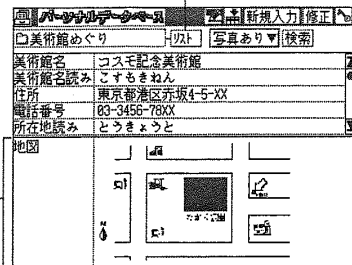 パーソナルデータベース 新規入力 修正
美術館めぐり リスト 写真あり▼ 検索
美術館名 コスモ記念美術館
美術館名読み こすもきねん
住所 東京都港区赤坂4-5-XX
電話番号 03-3456-78XX
所在地読み とうきょうと
地図